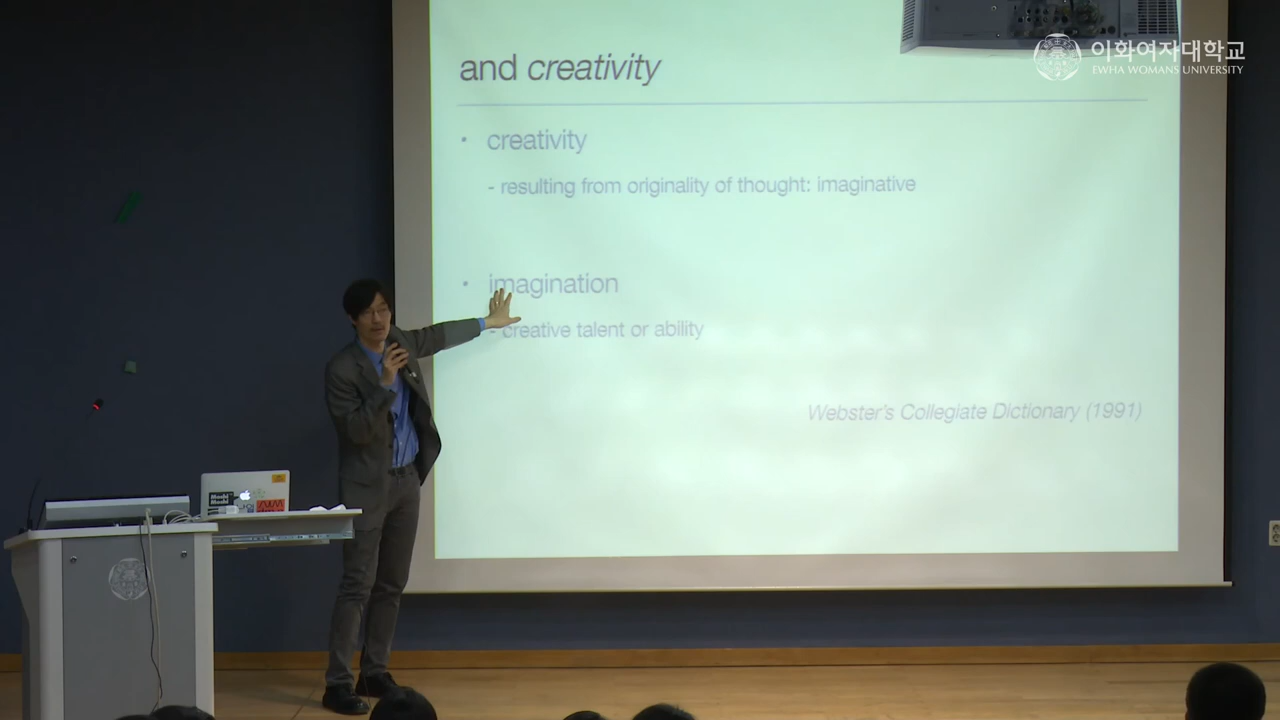 이화여자대학교
EWHA WOMANS UNIVERSITY
and creativity
• creativity
- resulting from originality of thought: imaginative
• imagination
- creative talent or ability
Webster's Collegiate Dictionary (1991)